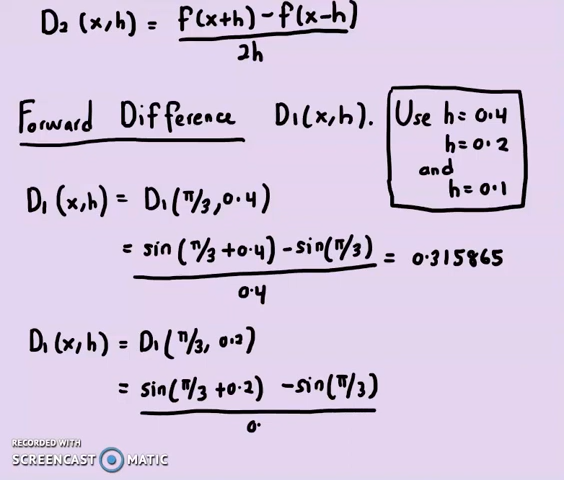 D₂ (x,h) = f(x+h) - f(x-h)
2h
Forward Difference D₁(x,h).
Use h = 0.4
h = 0.2
and
h = 0.1
D₁ (x,h) = D₁(π/3, 0.4)
= sin(π/3 + 0.4) - sin(π/3) = 0.315865
0.4
D₁ (x,h) = D₁(π/3, 0.2)
= sin(π/3 + 0.2) - sin(π/3)
0.
RECORDED WITH
SCREENCAST MATIC